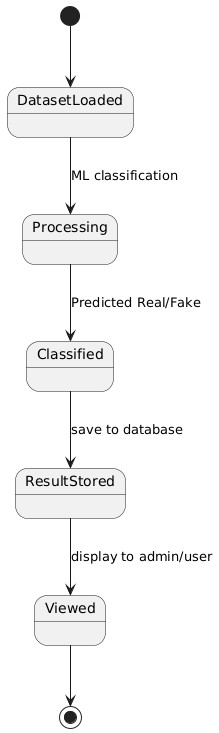 DatasetLoaded
ML classification
Processing
Predicted Real/Fake
Classified
save to database
ResultStored
display to admin/user
Viewed